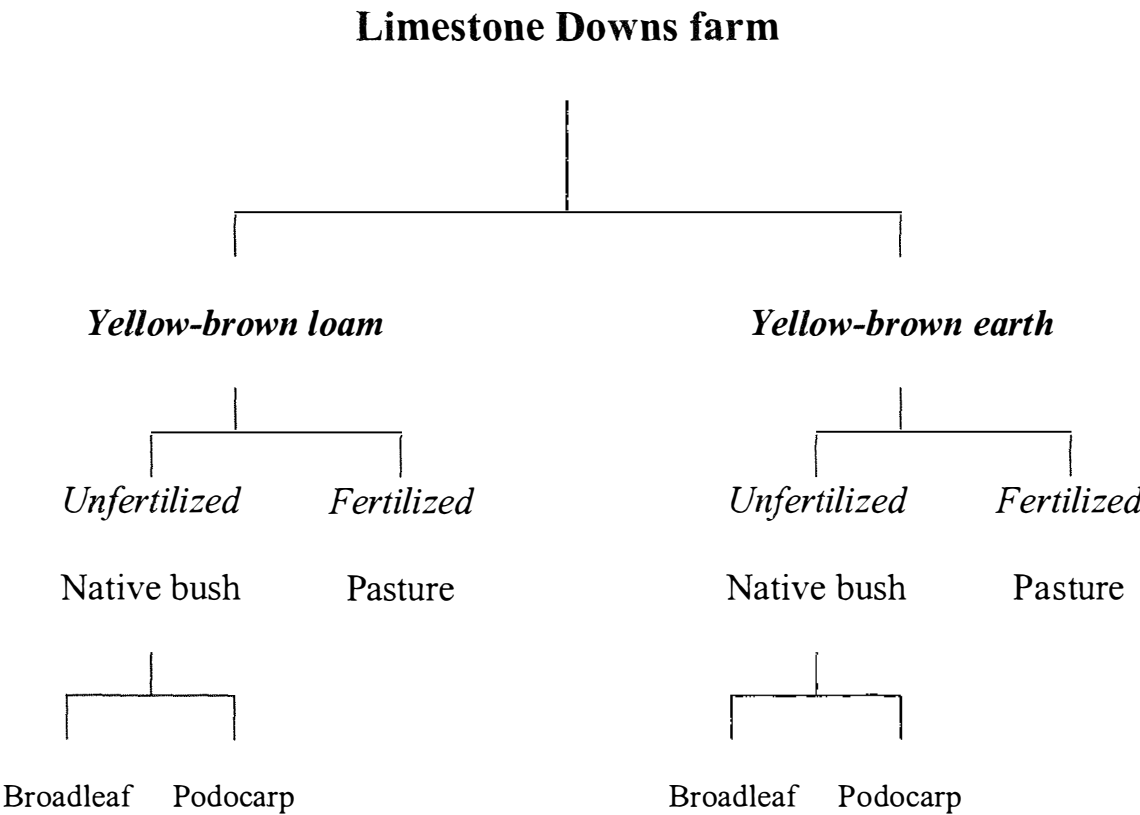 Limestone Downs farm
Yellow-brown loam Yellow-brown earth
Unfertilized Fertilized Unfertilized Fertilized
Native bush Pasture Native bush Pasture
Broadleaf Podocarp Broadleaf Podocarp